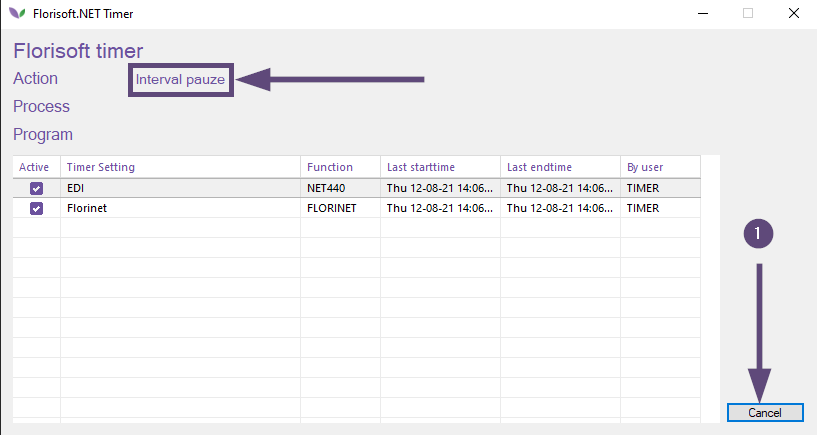 Florisoft.NET Timer
Florisoft timer
Action Interval pauze
Process
Program
Active Timer Setting Function Last starttime Last endtime By user
EDI NET440 Thu 12-08-21 14:06... Thu 12-08-21 14:06... TIMER
Florinet FLORINET Thu 12-08-21 14:06... Thu 12-08-21 14:06... TIMER
1
Cancel